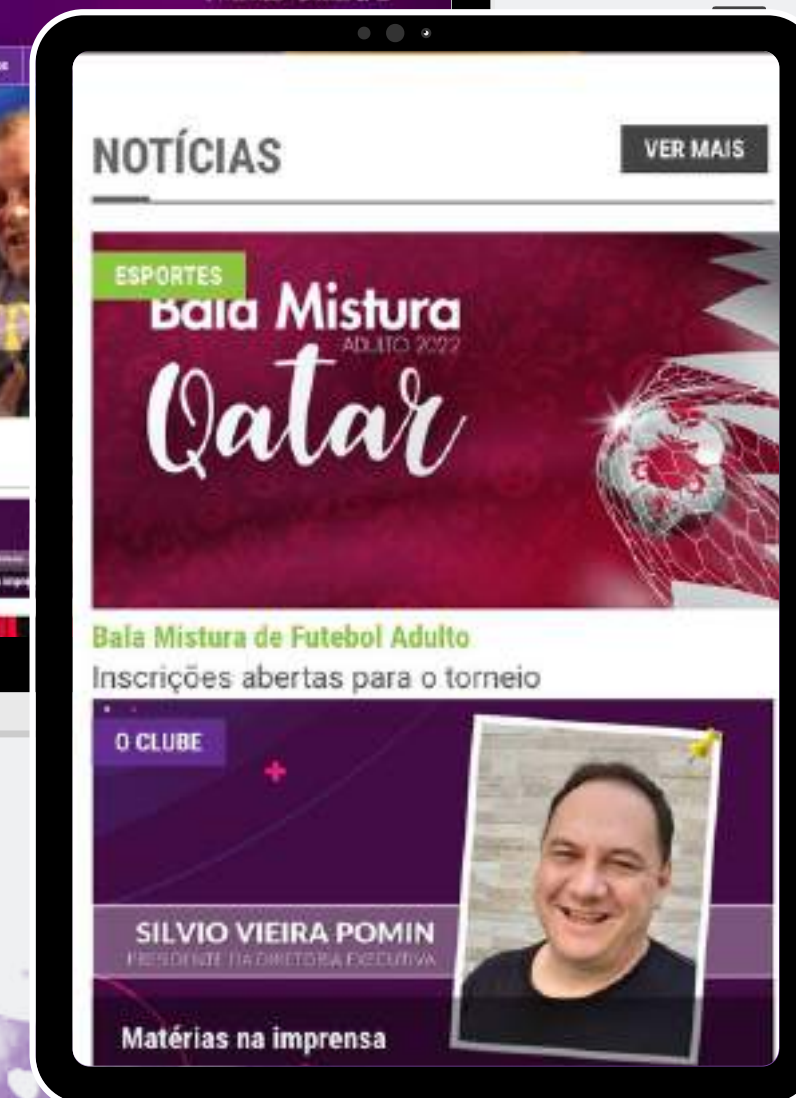 NOTÍCIAS
VER MAIS
ESPORTES
Bala Mistura
ADULTO 2022
Qatar
Bala Mistura de Futebol Adulto
Inscrições abertas para o torneio
O CLUBE
SILVIO VIEIRA POMIN
PRESIDENTE DA DIRETORIA EXECUTIVA
Matérias na imprensa